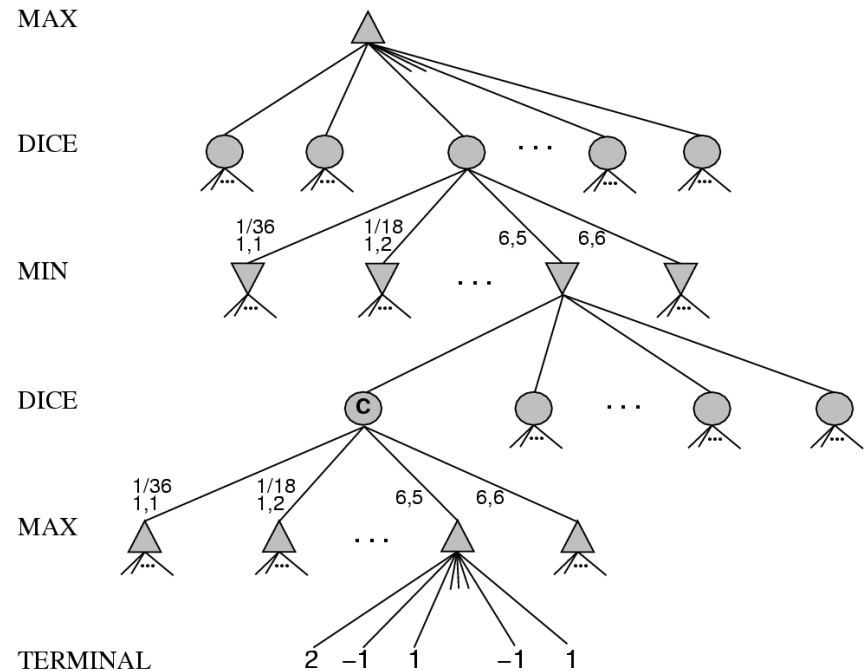 MAX
DICE
...
1/36
1,1
1/18
1,2
6,5
6,6
MIN
...
DICE
C
...
1/36
1,1
1/18
1,2
6,5
6,6
MAX
...
TERMINAL
2 –1 1 –1 1